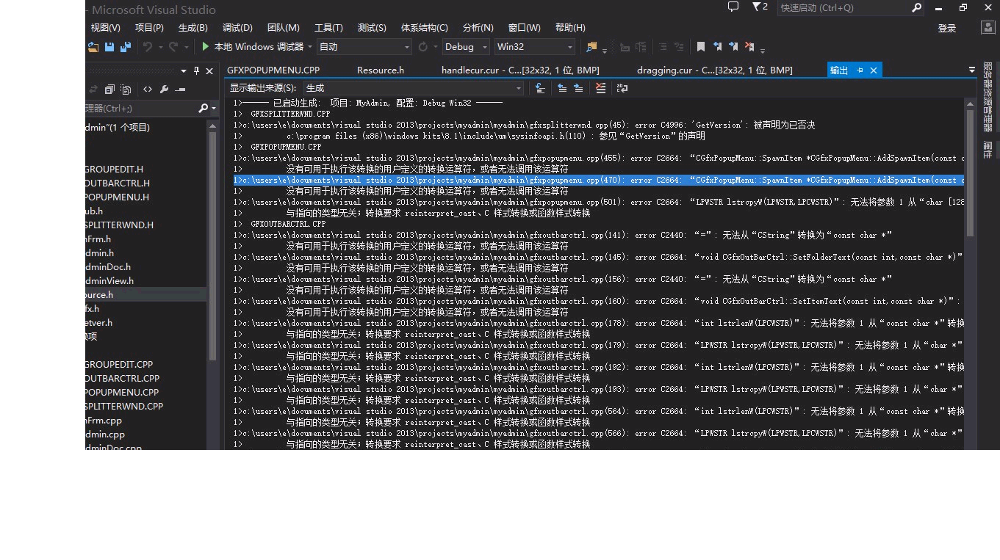 - Microsoft Visual Studio
2
快速启动 (Ctrl+Q)
视图(V) 项目(P) 生成(B) 调试(D) 团队(M) 工具(T) 测试(S) 体系结构(C) 分析(N) 窗口(W) 帮助(H)
登录
本地 Windows 调试器 自动 Debug Win32
GFXPOPUPMENU.CPP Resource.h handlecur.cur - C...[32x32, 1 位, BMP] dragging.cur - C...[32x32, 1 位, BMP] 输出
显示输出来源(S): 生成
理器(Ctrl+;)
dmin"(1 个项目)
GROUPEDIT.H
OUTBARCTRL.H
POPUPMENU.H
ub.h
SPLITTERWND.H
nFrm.h
dmin.h
dminDoc.h
dminView.h
ource.h
fx.h
etver.h
项
GROUPEDIT.CPP
OUTBARCTRL.CPP
POPUPMENU.CPP
SPLITTERWND.CPP
nFrm.cpp
dmin.cpp
dminDoc.cpp
1>------ 已启动生成: 项目: MyAdmin, 配置: Debug Win32 ------
1> GFXSPLITTERWND.CPP
1>c:\users\e\documents\visual studio 2013\projects\myadmin\myadmin\gfxsplitterwnd.cpp(45): error C4996: 'GetVersion': 被声明为已否决
1> c:\program files (x86)\windows kits\8.1\include\um\sysinfoapi.h(110) : 参见“GetVersion”的声明
1> GFXPOPUPMENU.CPP
1>c:\users\e\documents\visual studio 2013\projects\myadmin\myadmin\gfxpopupmenu.cpp(455): error C2664: “CGfxPopupMenu::SpawnItem *CGfxPopupMenu::AddSpawnItem(const c
1> 没有可用于执行该转换的用户定义的转换运算符，或者无法调用该运算符
1>c:\users\e\documents\visual studio 2013\projects\myadmin\myadmin\gfxpopupmenu.cpp(470): error C2664: “CGfxPopupMenu::SpawnItem *CGfxPopupMenu::AddSpawnItem(const c
1> 没有可用于执行该转换的用户定义的转换运算符，或者无法调用该运算符
1>c:\users\e\documents\visual studio 2013\projects\myadmin\myadmin\gfxpopupmenu.cpp(501): error C2664: “LPWSTR lstrcpyW(LPWSTR,LPCWSTR)”: 无法将参数 1 从“char [128
1> 与指向的类型无关；转换要求 reinterpret_cast、C 样式转换或函数样式转换
1> GFXOUTBARCTRL.CPP
1>c:\users\e\documents\visual studio 2013\projects\myadmin\myadmin\gfxoutbarctrl.cpp(141): error C2440: “=”: 无法从“CString”转换为“const char *”
1> 没有可用于执行该转换的用户定义的转换运算符，或者无法调用该运算符
1>c:\users\e\documents\visual studio 2013\projects\myadmin\myadmin\gfxoutbarctrl.cpp(145): error C2664: “void CGfxOutBarCtrl::SetFolderText(const int,const char *)”
1> 没有可用于执行该转换的用户定义的转换运算符，或者无法调用该运算符
1>c:\users\e\documents\visual studio 2013\projects\myadmin\myadmin\gfxoutbarctrl.cpp(156): error C2440: “=”: 无法从“CString”转换为“const char *”
1> 没有可用于执行该转换的用户定义的转换运算符，或者无法调用该运算符
1>c:\users\e\documents\visual studio 2013\projects\myadmin\myadmin\gfxoutbarctrl.cpp(160): error C2664: “void CGfxOutBarCtrl::SetItemText(const int,const char *)”:
1> 没有可用于执行该转换的用户定义的转换运算符，或者无法调用该运算符
1>c:\users\e\documents\visual studio 2013\projects\myadmin\myadmin\gfxoutbarctrl.cpp(178): error C2664: “int lstrlenW(LPCWSTR)”: 无法将参数 1 从“const char *”转换
1> 与指向的类型无关；转换要求 reinterpret_cast、C 样式转换或函数样式转换
1>c:\users\e\documents\visual studio 2013\projects\myadmin\myadmin\gfxoutbarctrl.cpp(179): error C2664: “LPWSTR lstrcpyW(LPWSTR,LPCWSTR)”: 无法将参数 1 从“char *”
1> 与指向的类型无关；转换要求 reinterpret_cast、C 样式转换或函数样式转换
1>c:\users\e\documents\visual studio 2013\projects\myadmin\myadmin\gfxoutbarctrl.cpp(192): error C2664: “int lstrlenW(LPCWSTR)”: 无法将参数 1 从“const char *”转换
1> 与指向的类型无关；转换要求 reinterpret_cast、C 样式转换或函数样式转换
1>c:\users\e\documents\visual studio 2013\projects\myadmin\myadmin\gfxoutbarctrl.cpp(193): error C2664: “LPWSTR lstrcpyW(LPWSTR,LPCWSTR)”: 无法将参数 1 从“char *”
1> 与指向的类型无关；转换要求 reinterpret_cast、C 样式转换或函数样式转换
1>c:\users\e\documents\visual studio 2013\projects\myadmin\myadmin\gfxoutbarctrl.cpp(564): error C2664: “int lstrlenW(LPCWSTR)”: 无法将参数 1 从“const char *”转换
1> 与指向的类型无关；转换要求 reinterpret_cast、C 样式转换或函数样式转换
1>c:\users\e\documents\visual studio 2013\projects\myadmin\myadmin\gfxoutbarctrl.cpp(566): error C2664: “LPWSTR lstrcpyW(LPWSTR,LPCWSTR)”: 无法将参数 1 从“char *”
1> 与指向的类型无关；转换要求 reinterpret_cast、C 样式转换或函数样式转换
服务器资源管理器
属性